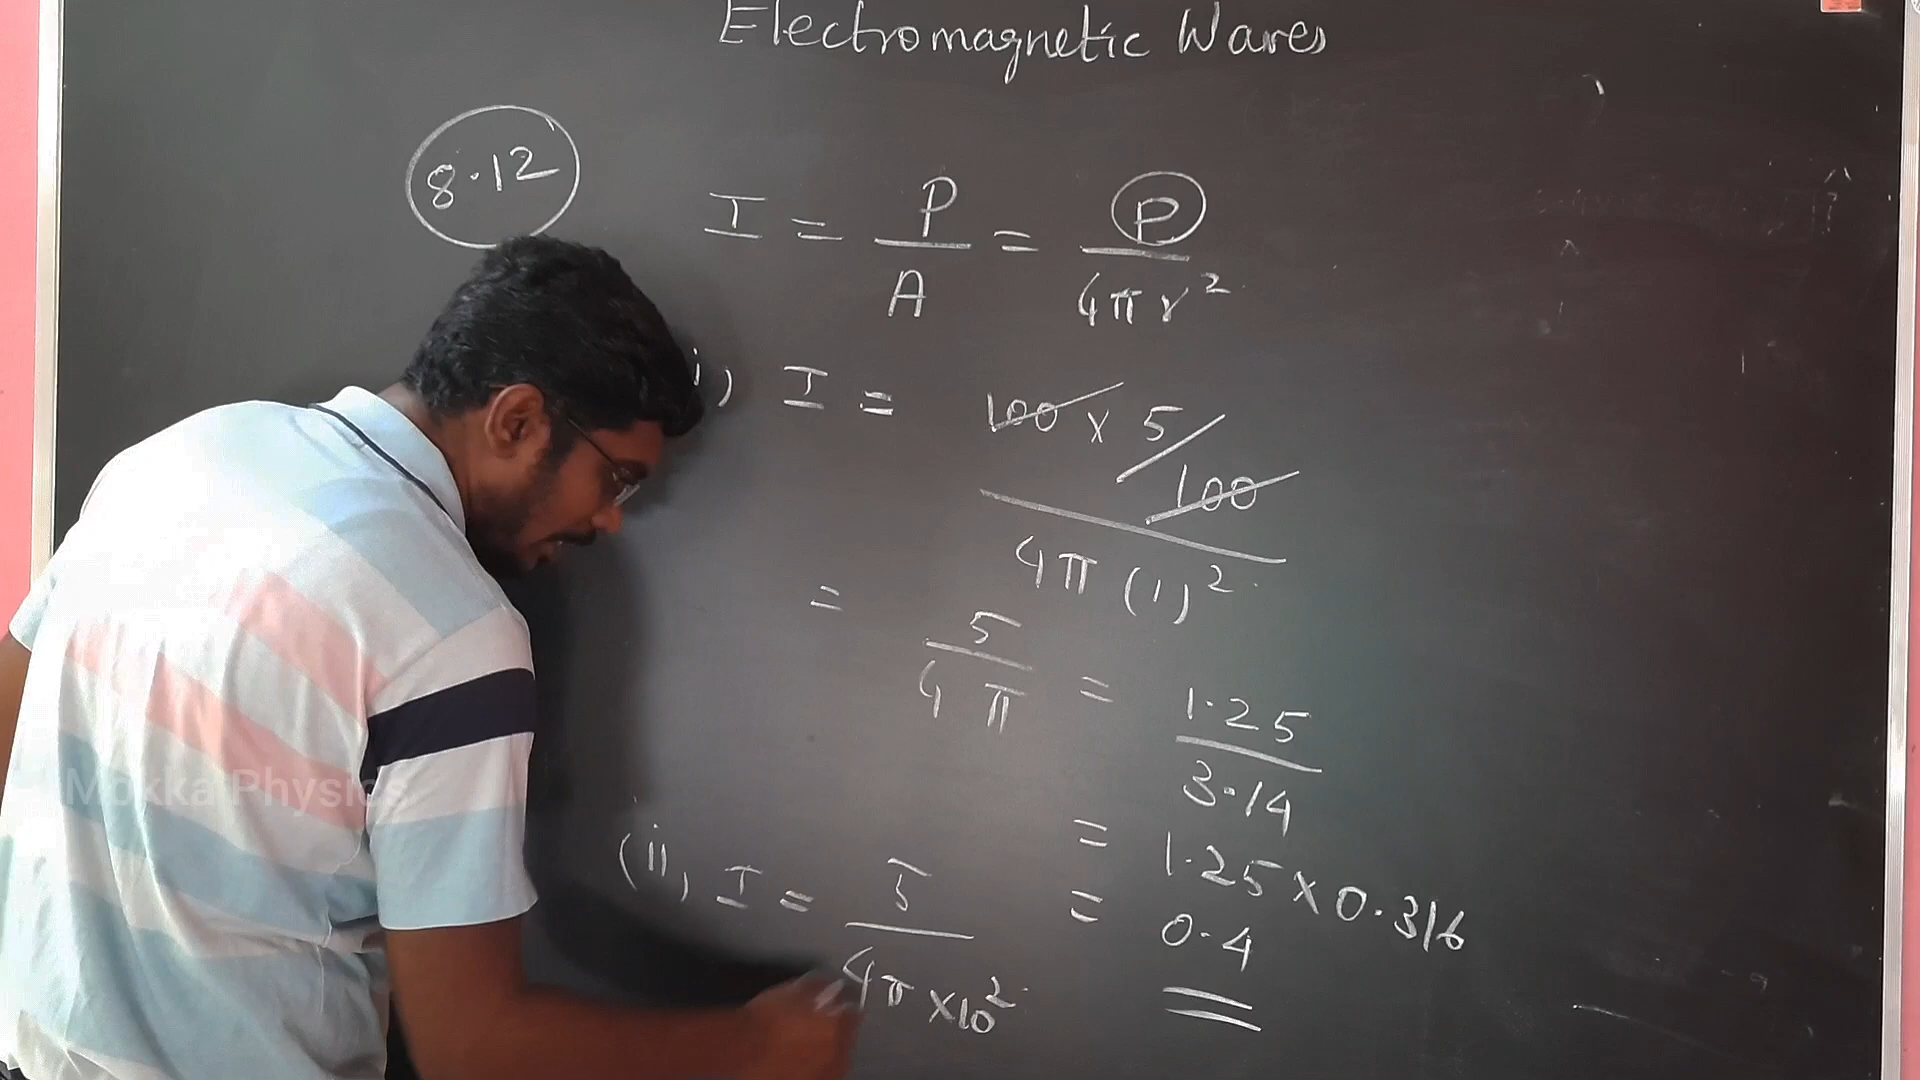 Electromagnetic Waves
8.12
I = P/A = P/4πr²
i) I = 100 x 5/100 / 4π(1)²
= 5/4π = 1.25/3.14
= 1.25 x 0.316
= 0.4
(ii) I = 5/4π x 10²
Mokka Physics